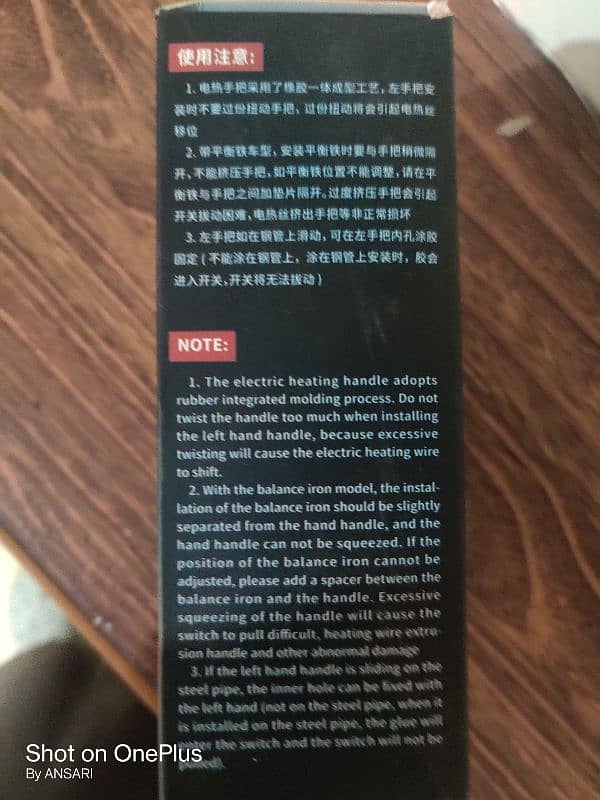 使用注意:
1. 电热手把采用了橡胶一体成型工艺，左手把安
装时不要过份扭动手把，过份扭动将会引起电热丝
移位
2. 带平衡铁车型，安装平衡铁时要与手把稍微隔
开，不能挤压手把，如平衡铁位置不能调整，请在平
衡铁与手把之间加垫片隔开。过度挤压手把会引起
开关拔动困难，电热丝挤出手把等非正常损坏
3. 左手把如在钢管上滑动，可在左手把内孔涂胶
固定（不能涂在钢管上，涂在钢管上安装时，胶会
进入开关，开关将无法拔动）
NOTE:
1. The electric heating handle adopts
rubber integrated molding process. Do not
twist the handle too much when installing
the left hand handle, because excessive
twisting will cause the electric heating wire
to shift.
2. With the balance iron model, the instal-
lation of the balance iron should be slightly
separated from the hand handle, and the
hand handle can not be squeezed. If the
position of the balance iron cannot be
adjusted, please add a spacer between the
balance iron and the handle. Excessive
squeezing of the handle will cause the
switch to pull difficult, heating wire extru-
sion handle and other abnormal damage
3. If the left hand handle is sliding on the
steel pipe, the inner hole can be fixed with
the left hand (not on the steel pipe, when it
is installed on the steel pipe, the glue will
the switch and the switch will not be
Shot on OnePlus
By ANSARI